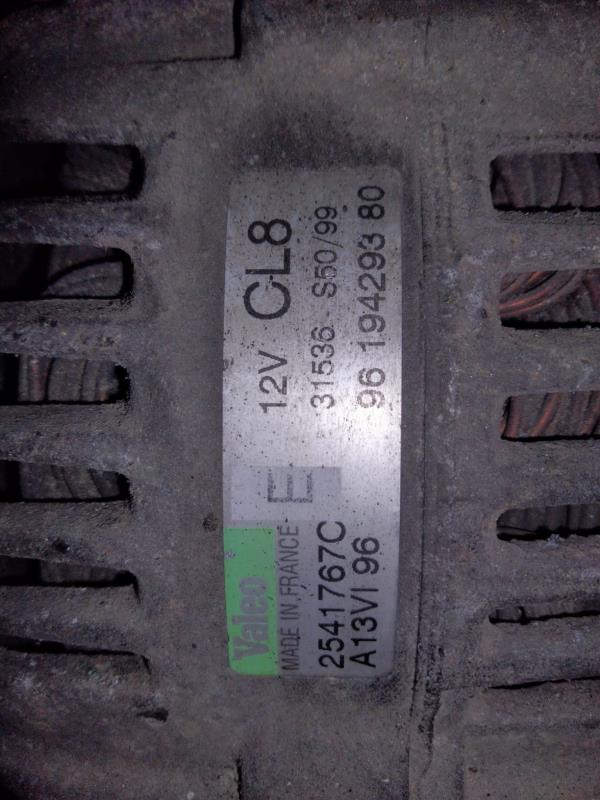 Valeo
MADE IN FRANCE
2541767C
A13VI 96
E
12V CL8
31536 S50/99
96 194293 80